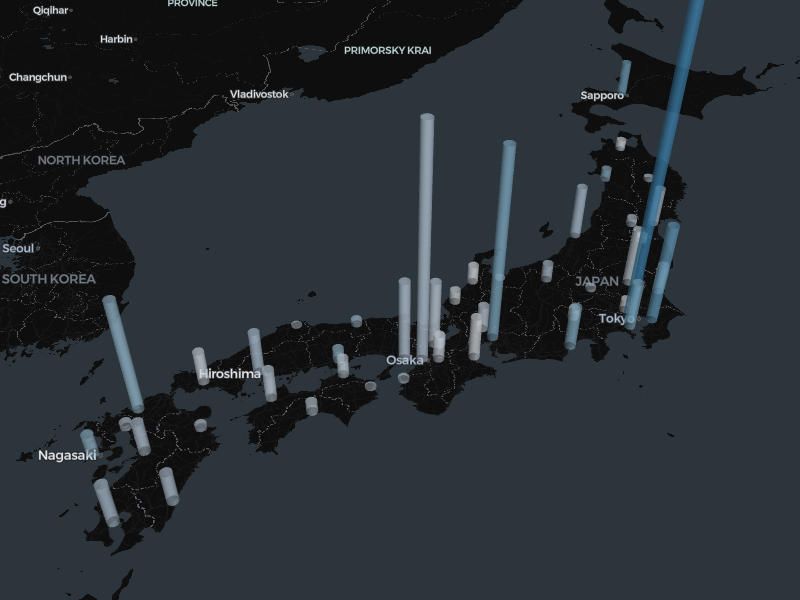 PROVINCE
Qiqihar
Harbin
PRIMORSKY KRAI
Changchun
Vladivostok
Sapporo
NORTH KOREA
g
Seoul
SOUTH KOREA
JAPAN
Tokyo
Osaka
Hiroshima
Nagasaki